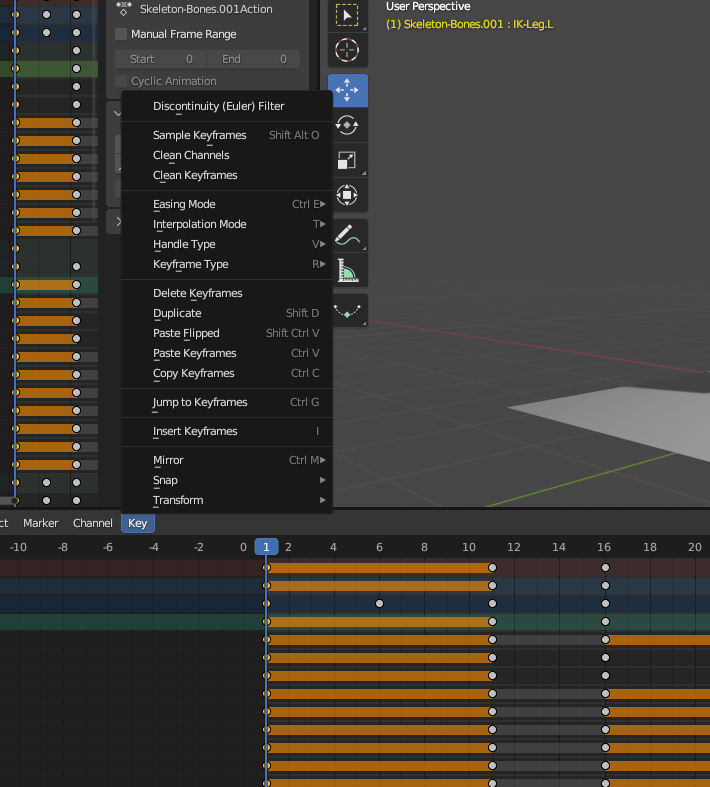 Skeleton-Bones.001Action
Manual Frame Range
Start 0 End 0
Cyclic Animation
User Perspective
(1) Skeleton-Bones.001 : IK-Leg.L
Discontinuity (Euler) Filter
Sample Keyframes Shift Alt O
Clean Channels
Clean Keyframes
Easing Mode Ctrl E
Interpolation Mode T
Handle Type V
Keyframe Type R
Delete Keyframes
Duplicate Shift D
Paste Flipped Shift Ctrl V
Paste Keyframes Ctrl V
Copy Keyframes Ctrl C
Jump to Keyframes Ctrl G
Insert Keyframes I
Mirror Ctrl M
Snap
Transform
ct Marker Channel Key
-10 -8 -6 -4 -2 0 1 2 4 6 8 10 12 14 16 18 20